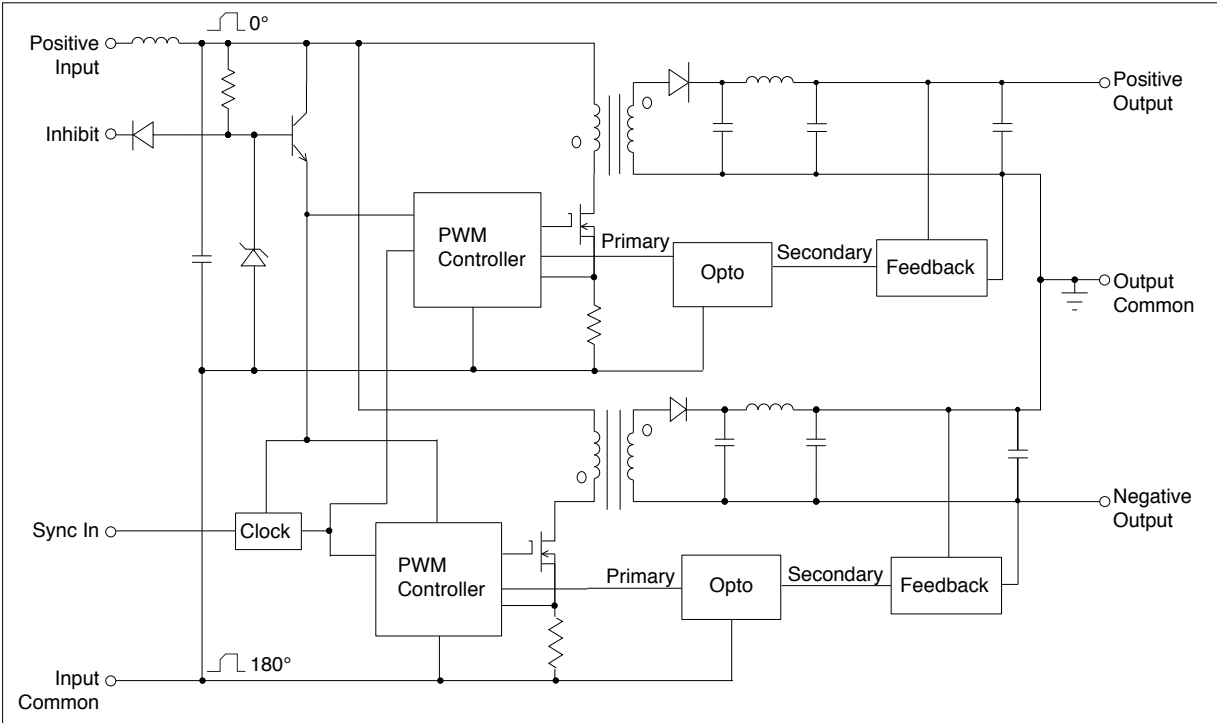 0°
Positive
Input
Positive
Output
Inhibit
PWM
Controller
Primary
Opto
Secondary
Feedback
Output
Common
Sync In
Clock
PWM
Controller
Primary
Opto
Secondary
Feedback
Negative
Output
180°
Input
Common